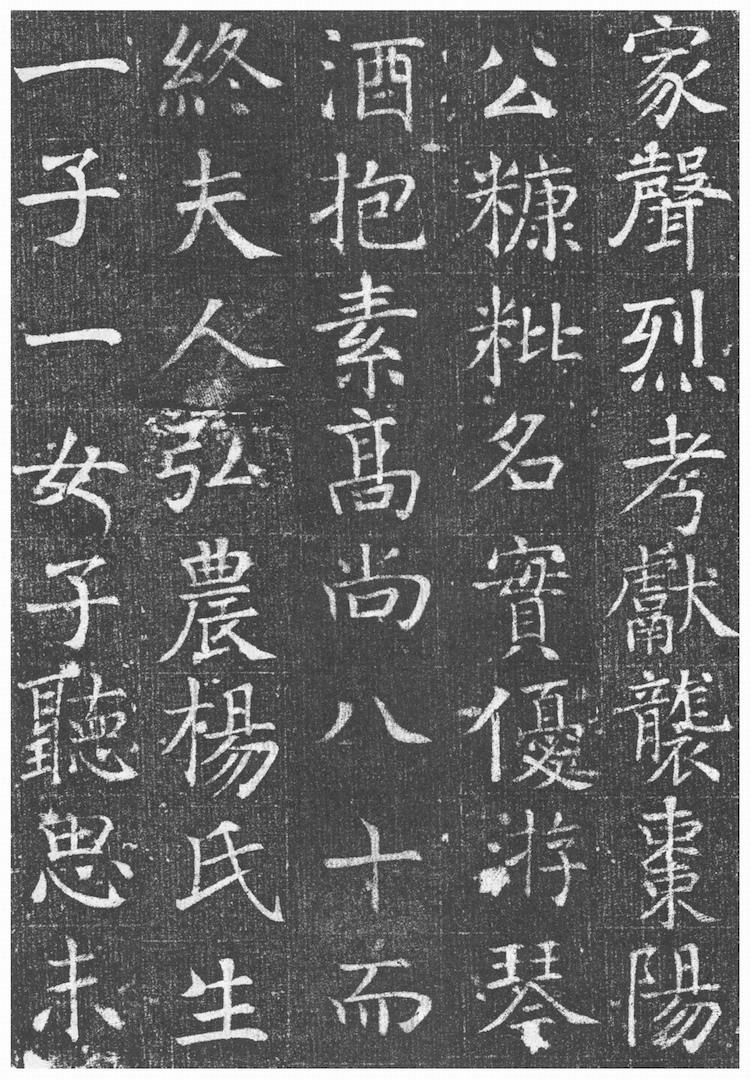 家聲烈考獻襲棗陽
公糠粃名實優游琴
酒抱素高尚八十而
終夫人弘農楊氏生
一子一女子聽思未